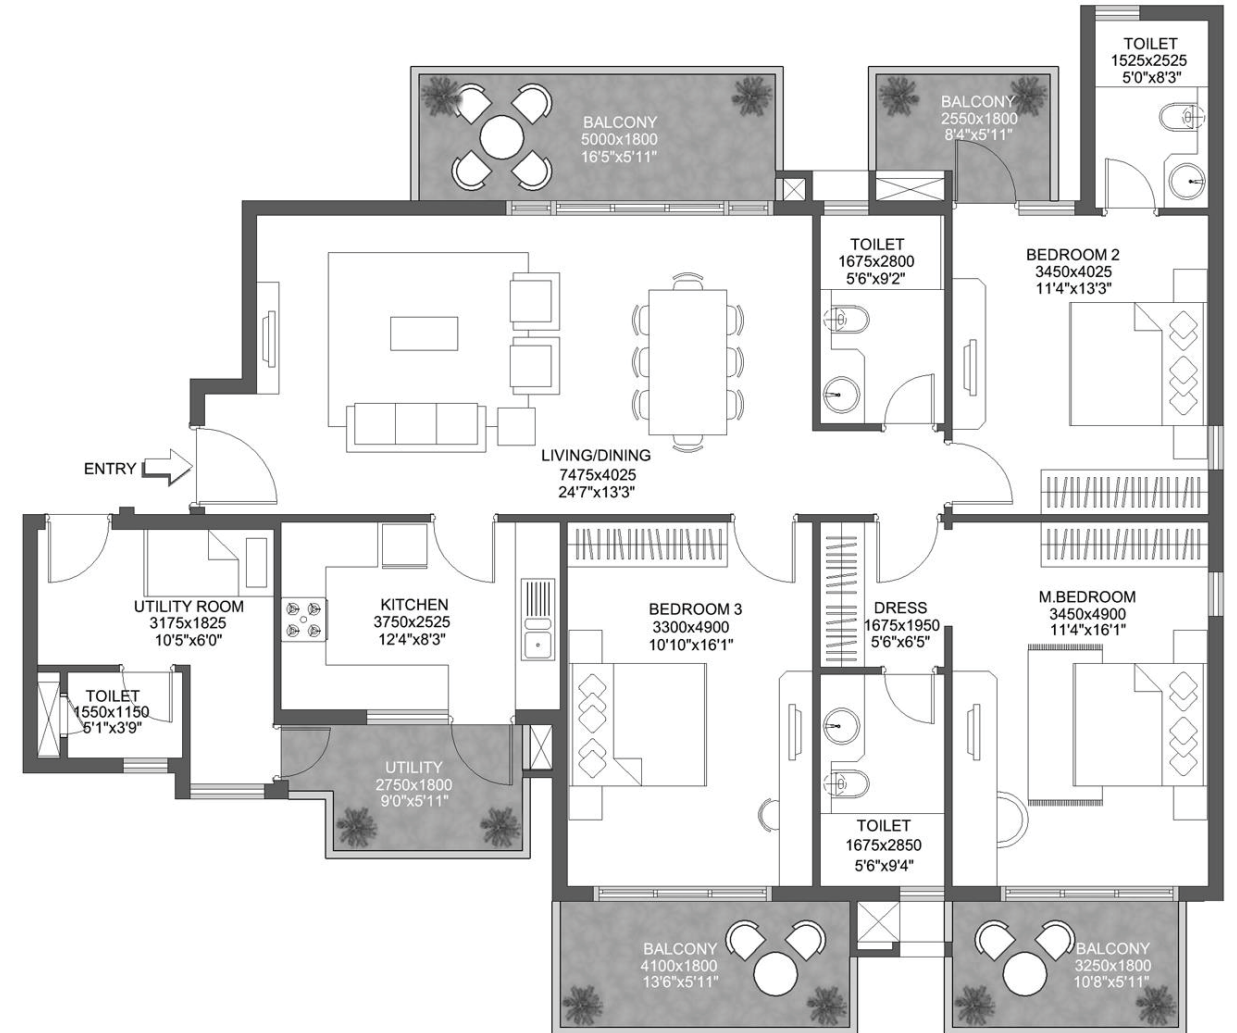 TOILET
1525x2525
5'0"x8'3"
BALCONY
5000x1800
16'5"x5'11"
BALCONY
2550x1800
8'4"x5'11"
TOILET
1675x2800
5'6"x9'2"
BEDROOM 2
3450x4025
11'4"x13'3"
ENTRY
LIVING/DINING
7475x4025
24'7"x13'3"
UTILITY ROOM
3175x1825
10'5"x6'0"
KITCHEN
3750x2525
12'4"x8'3"
BEDROOM 3
3300x4900
10'10"x16'1"
DRESS
1675x1950
5'6"x6'5"
M.BEDROOM
3450x4900
11'4"x16'1"
TOILET
1550x1150
5'1"x3'9"
UTILITY
2750x1800
9'0"x5'11"
TOILET
1675x2850
5'6"x9'4"
BALCONY
4100x1800
13'6"x5'11"
BALCONY
3250x1800
10'8"x5'11"